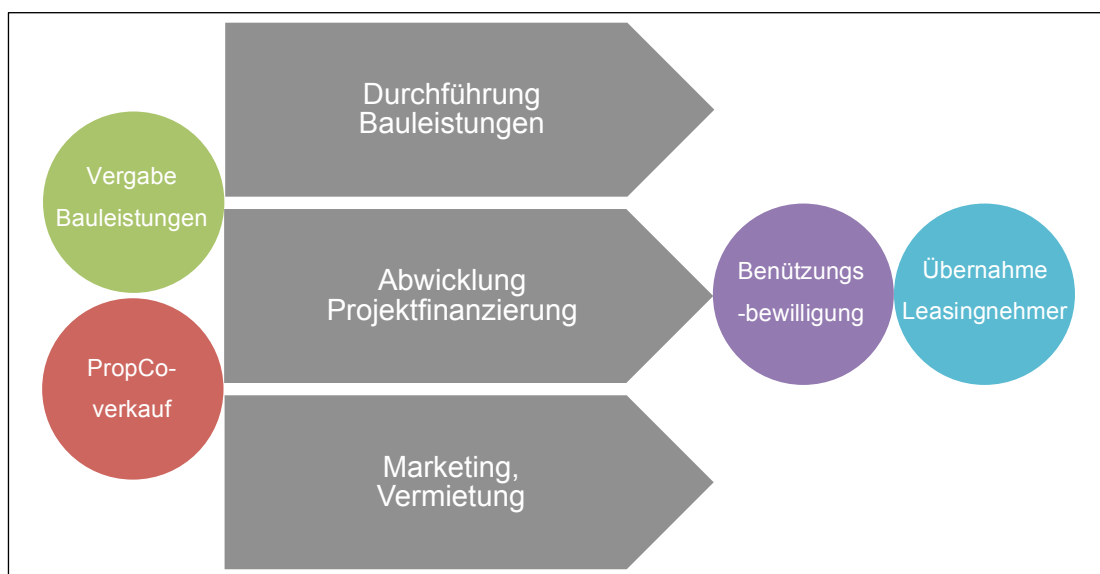 Durchführung
Bauleistungen
Vergabe
Bauleistungen
Abwicklung
Projektfinanzierung
Benützungs
-bewilligung
Übernahme
Leasingnehmer
PropCo-
verkauf
Marketing,
Vermietung